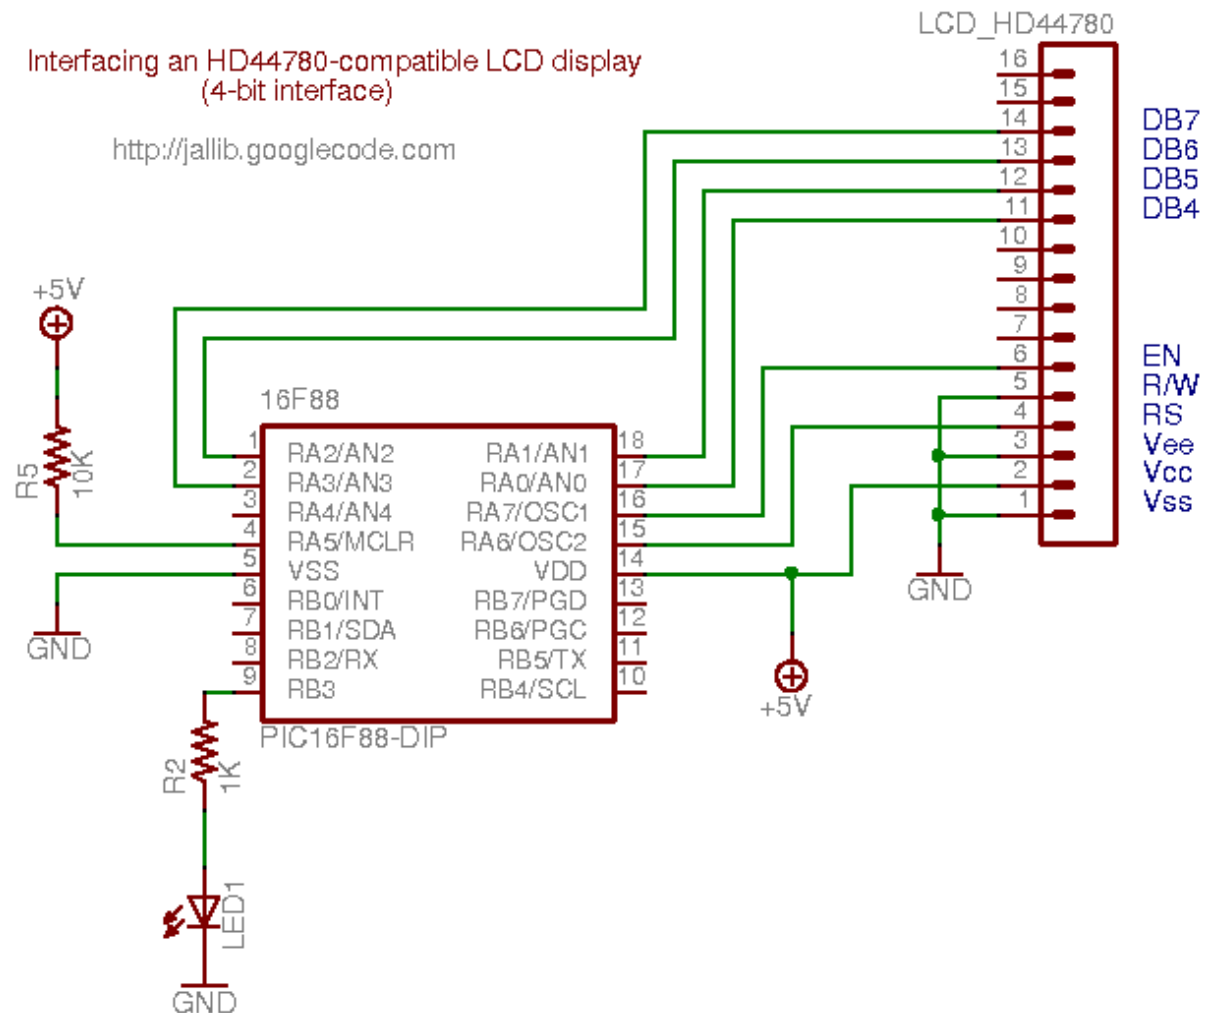 LCD_HD44780
Interfacing an HD44780-compatible LCD display
(4-bit interface)
http://jallib.googlecode.com
16
15
14
13
12
11
10
9
8
7
6
5
4
3
2
1
DB7
DB6
DB5
DB4
EN
R/W
RS
Vee
Vcc
Vss
GND
+5V
R5
10K
GND
16F88
1 RA2/AN2 RA1/AN1 18
2 RA3/AN3 RA0/AN0 17
3 RA4/AN4 RA7/OSC1 16
4 RA5/MCLR RA6/OSC2 15
5 VSS VDD 14
6 RB0/INT RB7/PGD 13
7 RB1/SDA RB6/PGC 12
8 RB2/RX RB5/TX 11
9 RB3 RB4/SCL 10
PIC16F88-DIP
+5V
R2
1K
LED1
GND